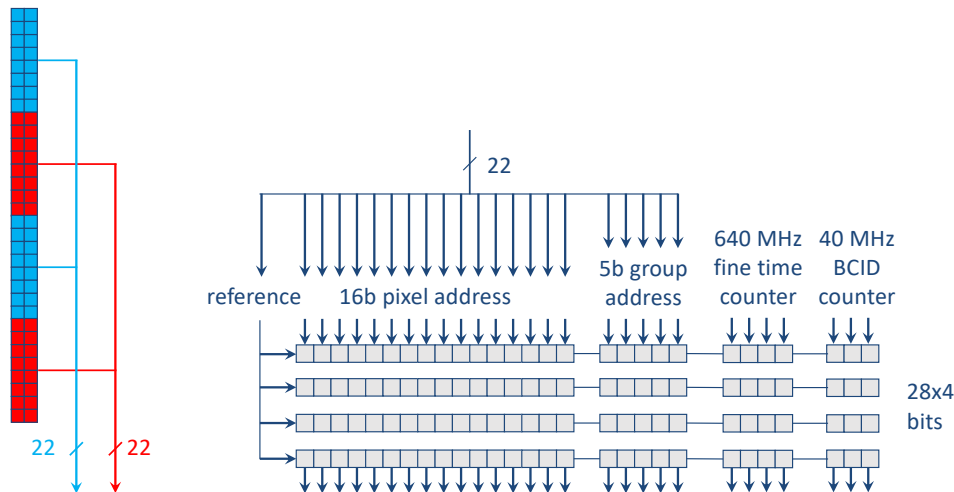 22
640 MHz
fine time
counter
40 MHz
BCID
counter
5b group
address
reference
16b pixel address
28x4
bits
22
22